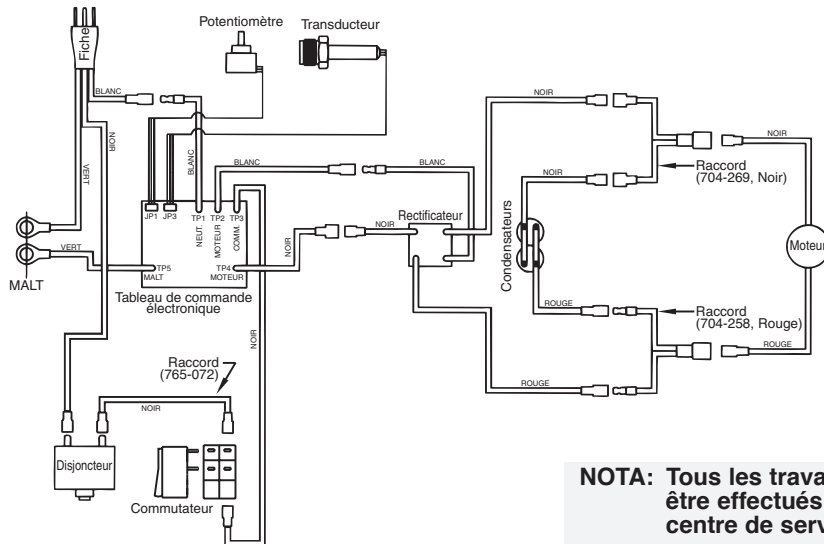 Potentiomètre
Transducteur
Fiche
BLANC
NOIR
VERT
NOIR
NOIR
Raccord
(704-269, Noir)
BLANC
BLANC
BLANC
NOIR
JP1
JP3
TP1
TP2
TP3
NEUT.
MOTEUR
COMM.
NOIR
NOIR
Rectificateur
Condensateurs
Moteur
VERT
MALT
TP5
MALT
TP4
MOTEUR
Tableau de commande
électronique
ROUGE
Raccord
(704-258, Rouge)
ROUGE
ROUGE
NOIR
Raccord
(765-072)
NOIR
Disjoncteur
Commutateur
NOTA: Tous les trava
être effectués
centre de serv